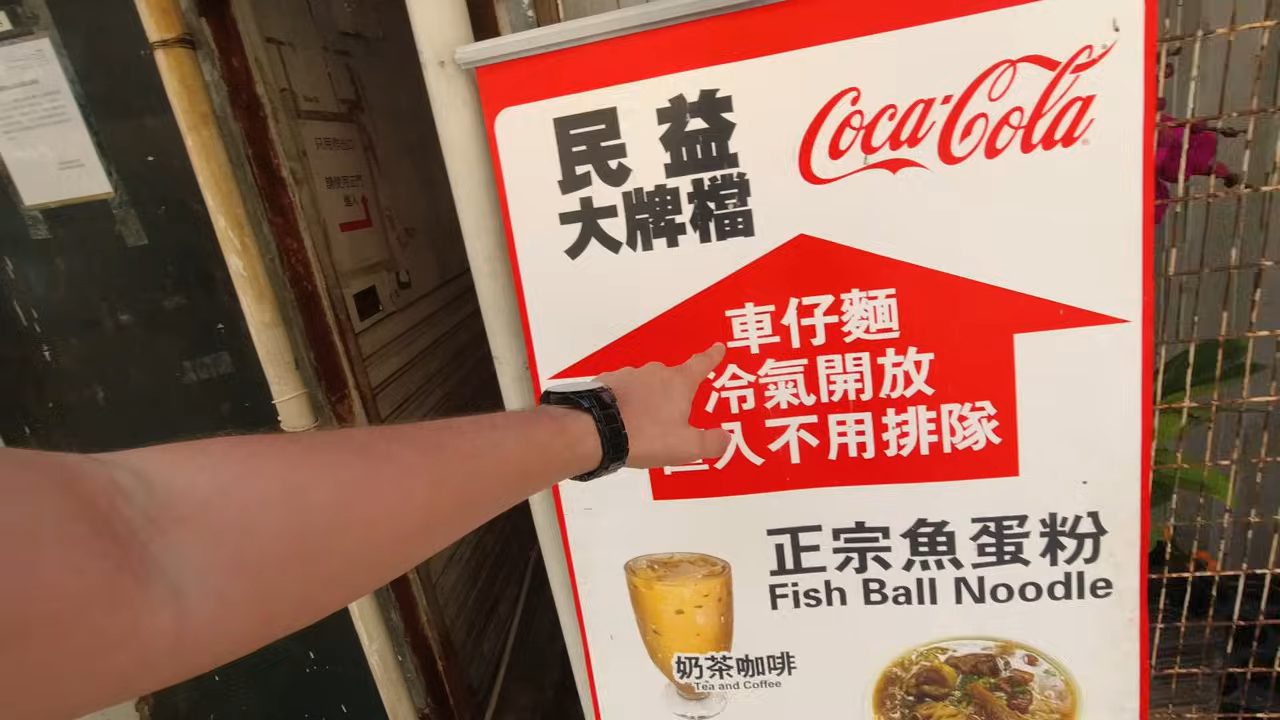 民益
大牌檔
Coca-Cola
車仔麵
冷氣開放
入不用排隊
正宗魚蛋粉
Fish Ball Noodle
奶茶咖啡
Tea and Coffee